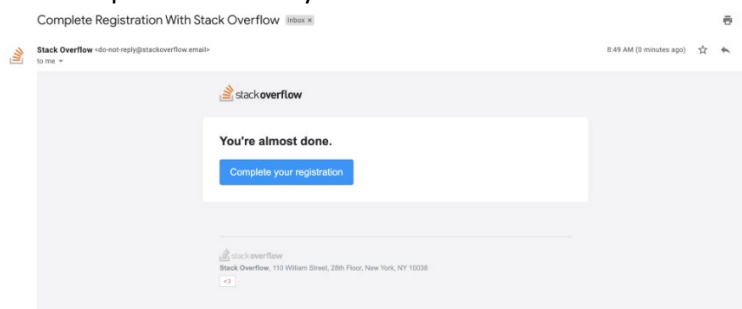 Complete Registration With Stack Overflow Inbox x
Stack Overflow <do-not-reply@stackoverflow.email> 8:49 AM (0 minutes ago)
to me
stackoverflow
You're almost done.
Complete your registration
stackoverflow
Stack Overflow, 110 William Street, 28th Floor, New York, NY 10038
<3